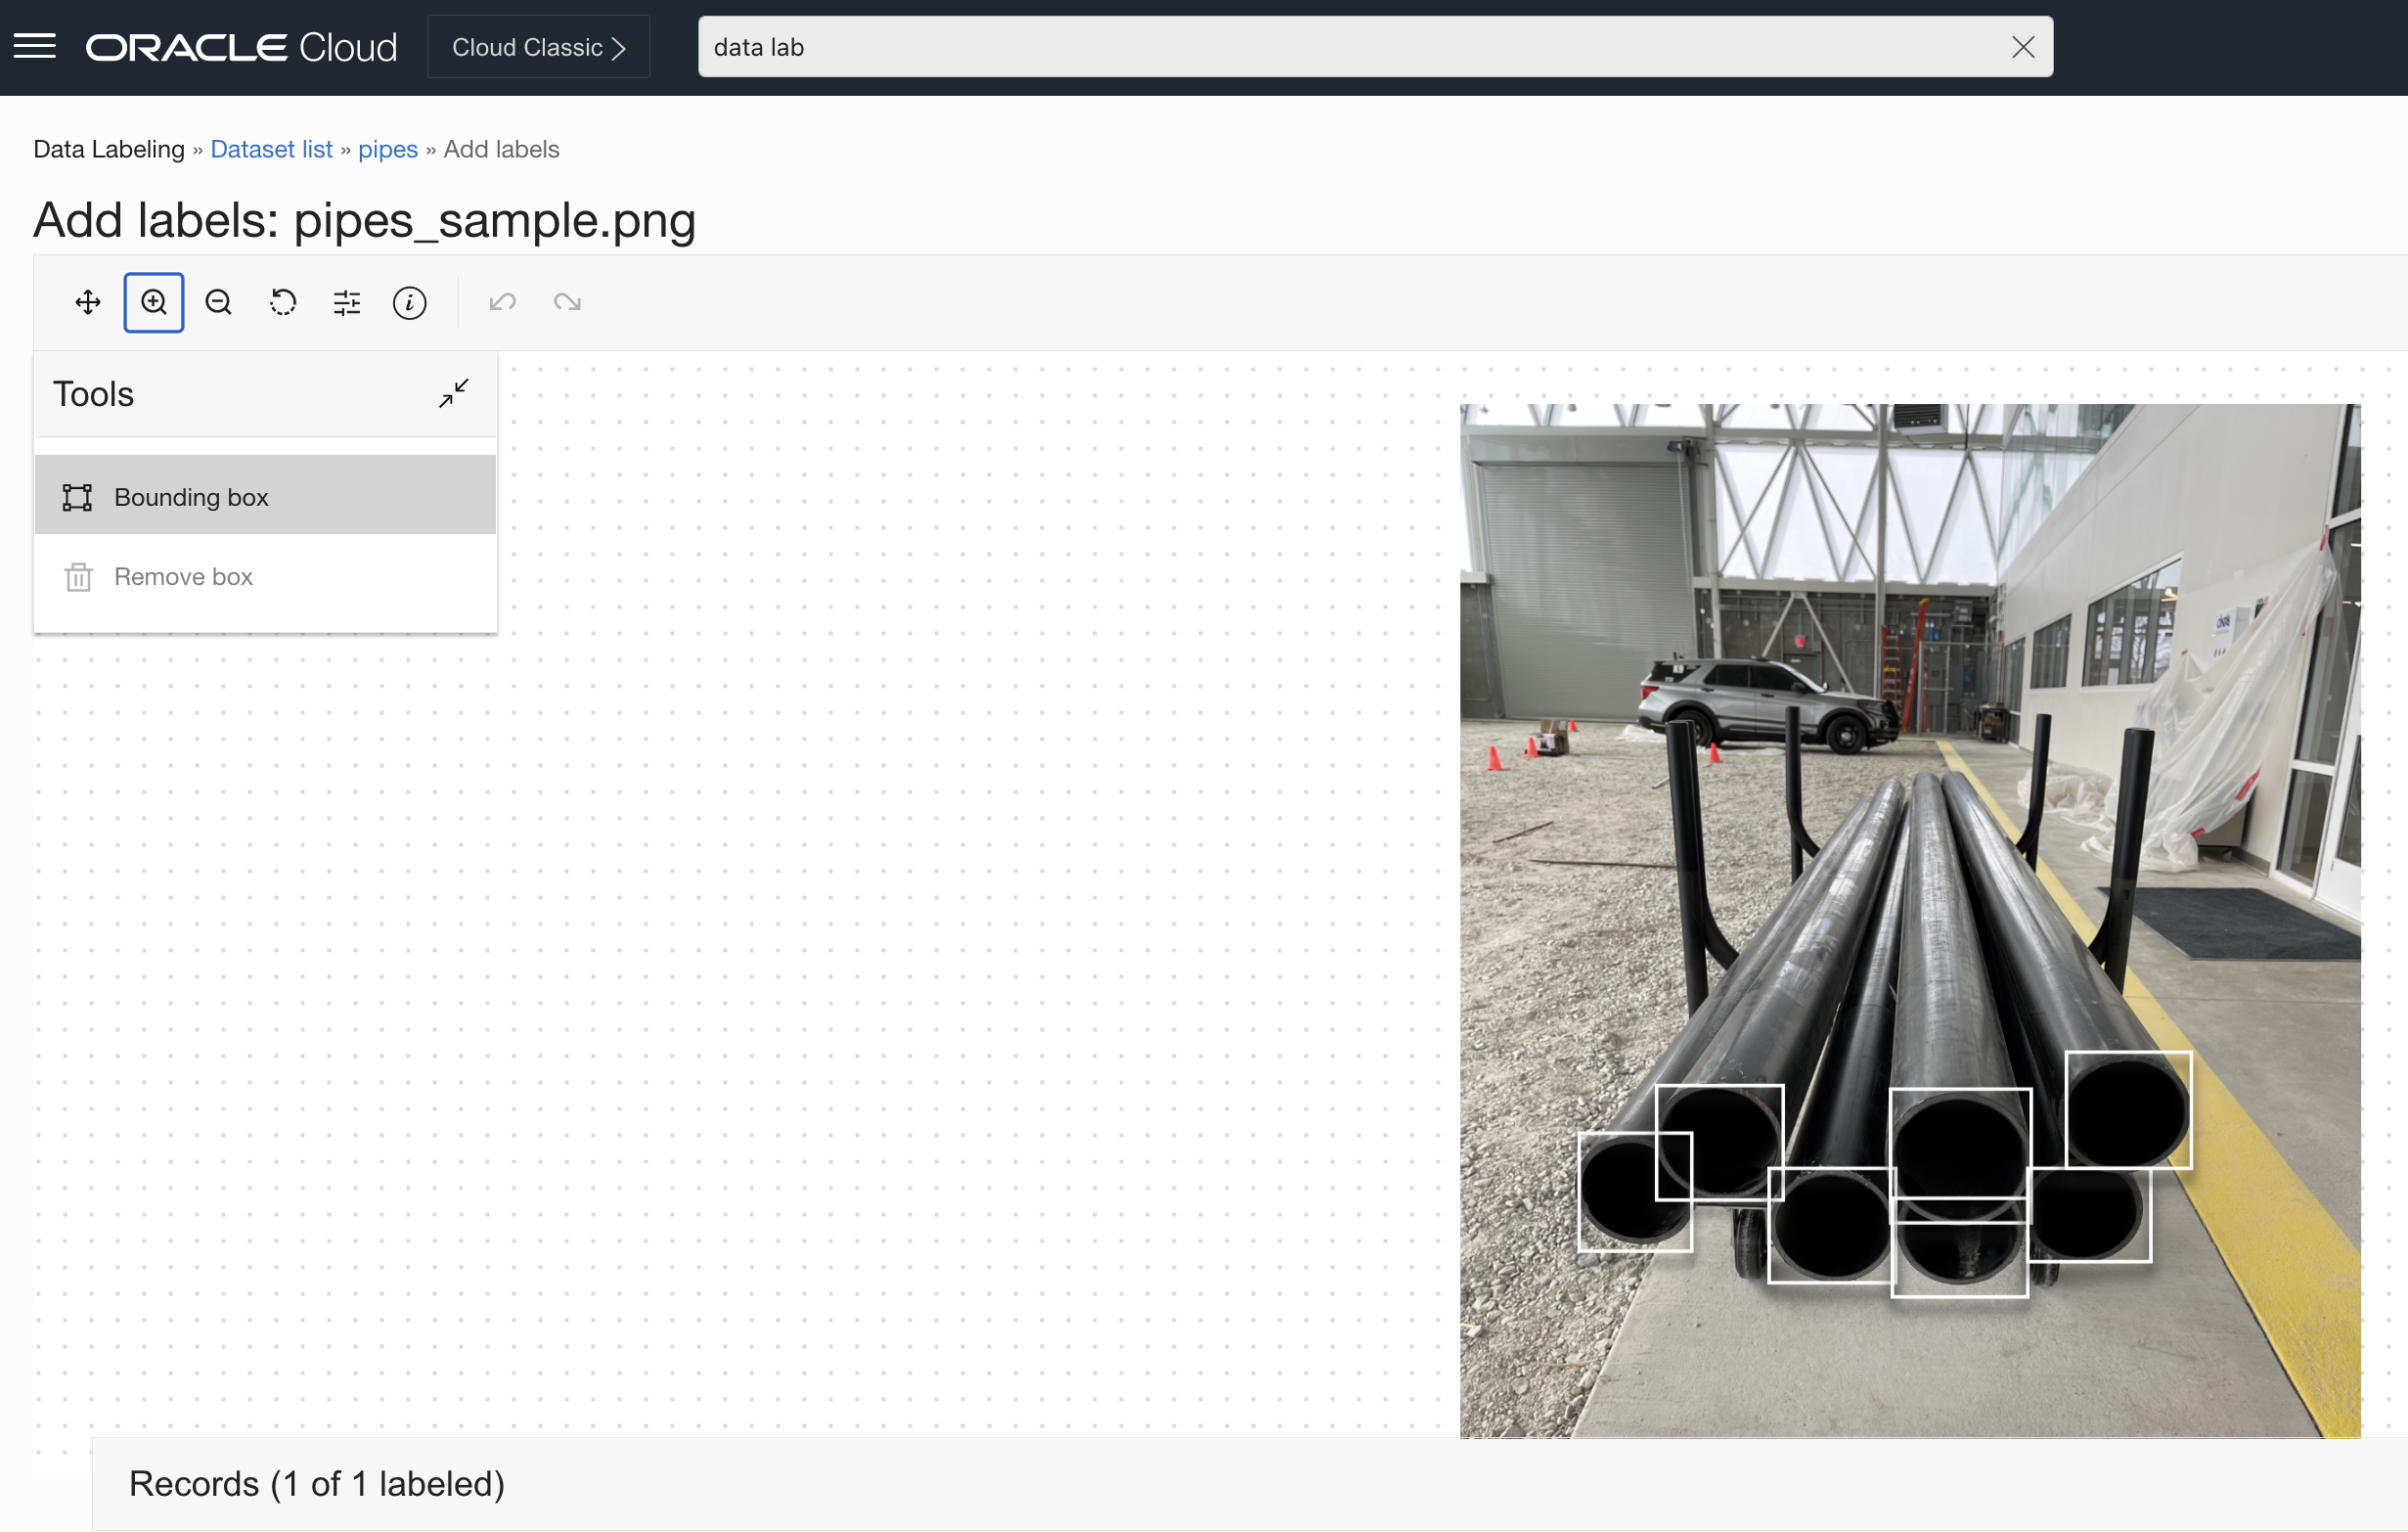 ORACLE Cloud
Cloud Classic
data lab
Data Labeling » Dataset list » pipes » Add labels
Add labels: pipes_sample.png
Tools
Bounding box
Remove box
Records (1 of 1 labeled)